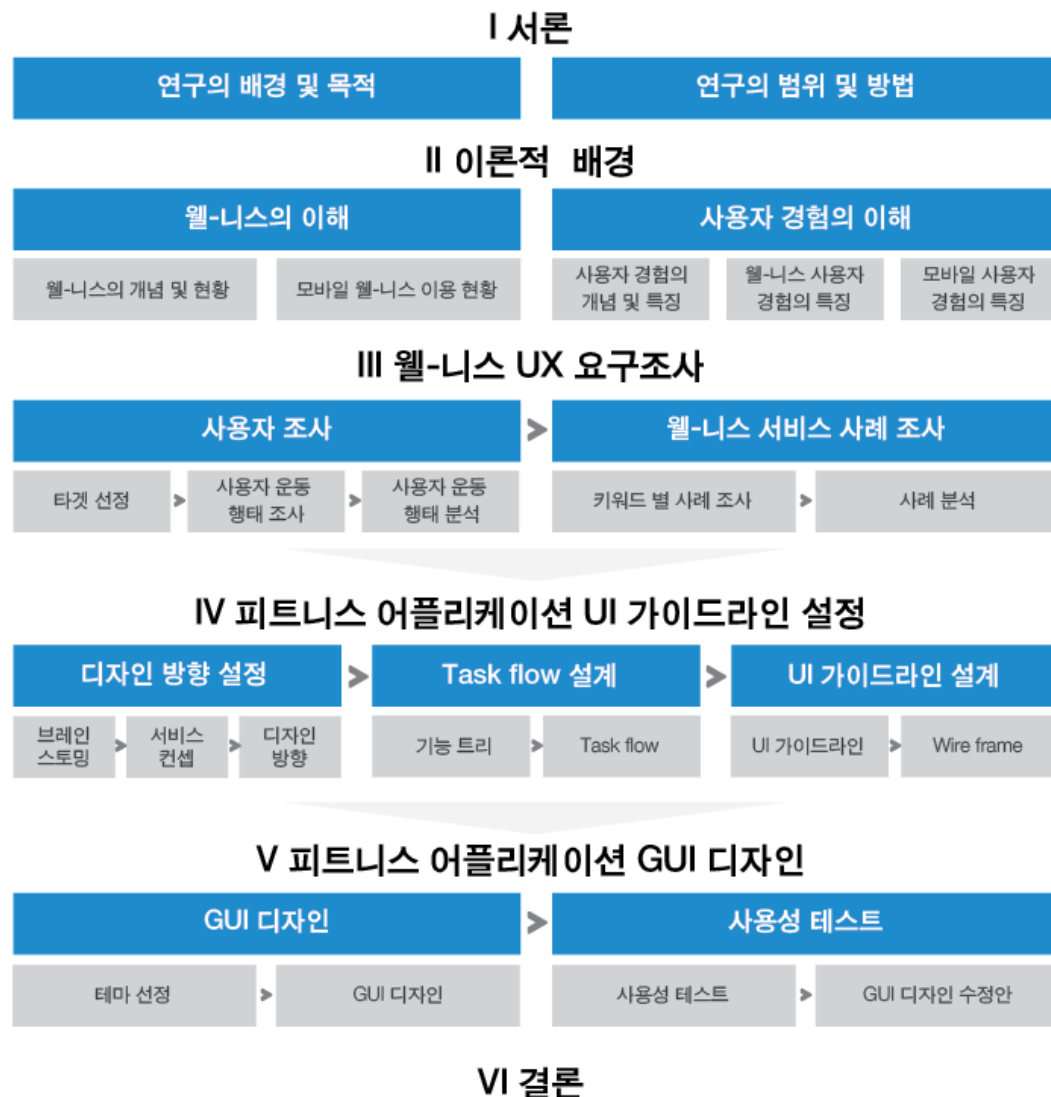 I 서론
연구의 배경 및 목적
연구의 범위 및 방법
II 이론적 배경
웰-니스의 이해
사용자 경험의 이해
웰-니스의 개념 및 현황
모바일 웰-니스 이용 현황
사용자 경험의
개념 및 특징
웰-니스 사용자
경험의 특징
모바일 사용자
경험의 특징
III 웰-니스 UX 요구조사
사용자 조사
>
웰-니스 서비스 사례 조사
타겟 선정
>
사용자 운동
행태 조사
>
사용자 운동
행태 분석
키워드 별 사례 조사
>
사례 분석
IV 피트니스 어플리케이션 UI 가이드라인 설정
디자인 방향 설정
>
Task flow 설계
>
UI 가이드라인 설계
브레인
스토밍
>
서비스
컨셉
>
디자인
방향
기능 트리
>
Task flow
UI 가이드라인
>
Wire frame
V 피트니스 어플리케이션 GUI 디자인
GUI 디자인
>
사용성 테스트
테마 선정
>
GUI 디자인
사용성 테스트
>
GUI 디자인 수정안
VI 결론